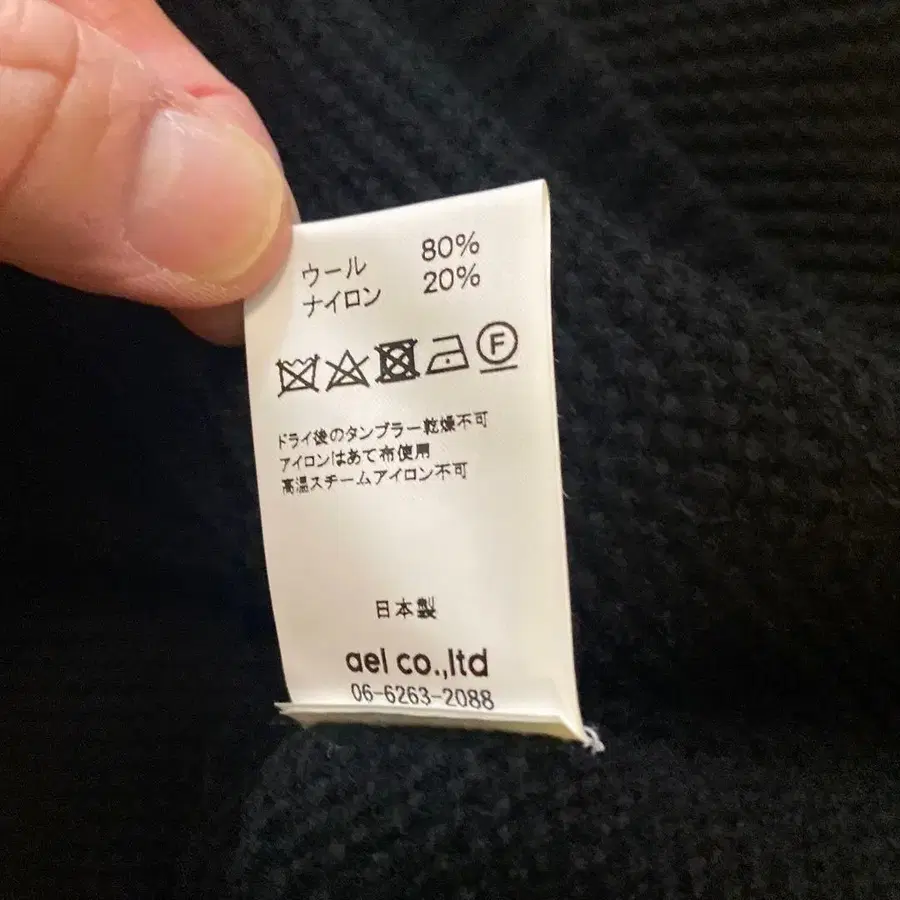 ウール 80%
ナイロン 20%
F
ドライ後のタンブラー乾燥不可
アイロンはあて布使用
高温スチームアイロン不可
日本製
ael co.,ltd
06-6263-2088